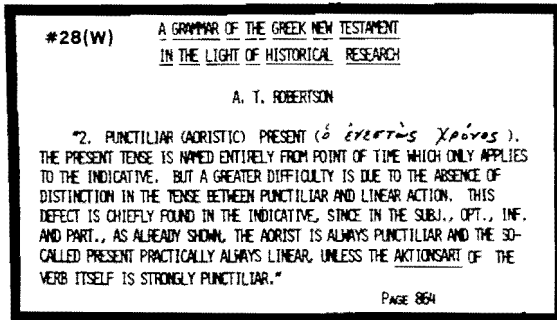 #28(W)
A GRAMMAR OF THE GREEK NEW TESTAMENT
IN THE LIGHT OF HISTORICAL RESEARCH
A. T. ROBERTSON
"2. PUNCTILIAR (AORISTIC) PRESENT (ὁ ἐνεστὼς χρόνος).
THE PRESENT TENSE IS NAMED ENTIRELY FROM POINT OF TIME WHICH ONLY APPLIES
TO THE INDICATIVE. BUT A GREATER DIFFICULTY IS DUE TO THE ABSENCE OF
DISTINCTION IN THE TENSE BETWEEN PUNCTILIAR AND LINEAR ACTION. THIS
DEFECT IS CHIEFLY FOUND IN THE INDICATIVE, SINCE IN THE SUBJ., OPT., INF.
AND PART., AS ALREADY SHOWN, THE AORIST IS ALWAYS PUNCTILIAR AND THE SO-
CALLED PRESENT PRACTICALLY ALWAYS LINEAR, UNLESS THE AKTIONSART OF THE
VERB ITSELF IS STRONGLY PUNCTILIAR."
PAGE 864